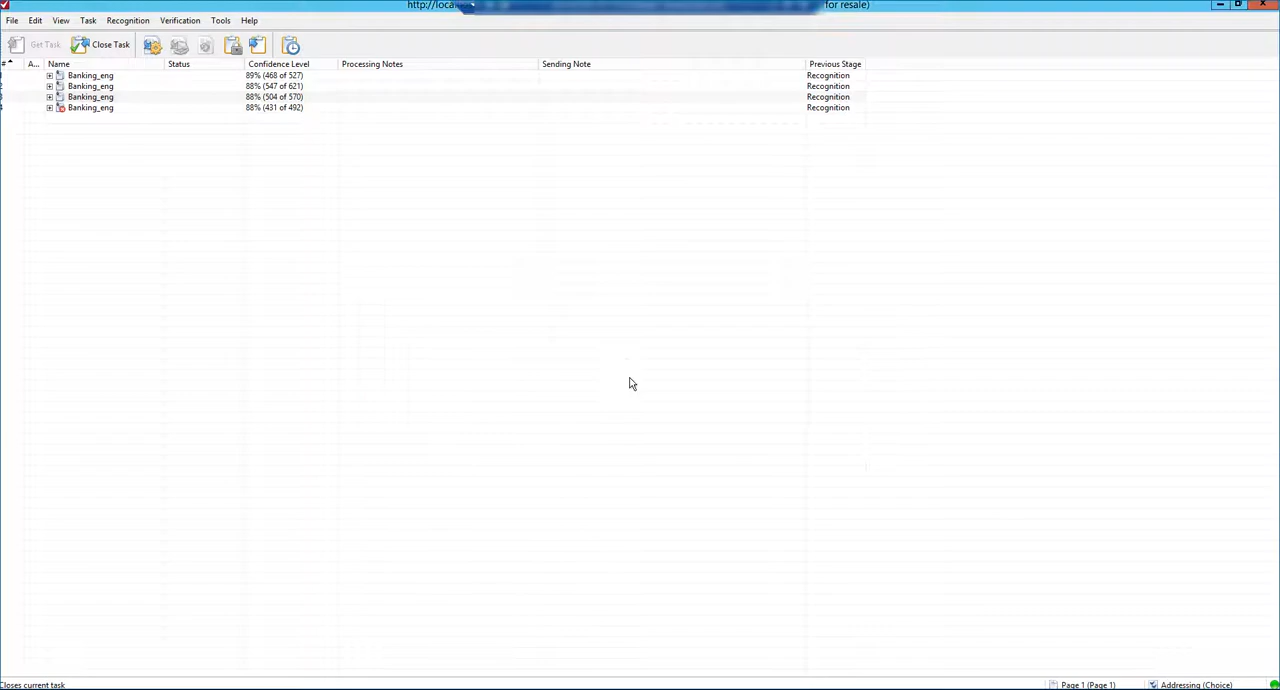 http://local for resale)
File Edit View Task Recognition Verification Tools Help
Get Task Close Task
# A... Name Status Confidence Level Processing Notes Sending Note Previous Stage
Banking_eng 89% (468 of 527) Recognition
2 Banking_eng 88% (547 of 621) Recognition
3 Banking_eng 88% (504 of 570) Recognition
4 Banking_eng 88% (431 of 492) Recognition
Closes current task Page 1 (Page 1) Addressing (Choice)